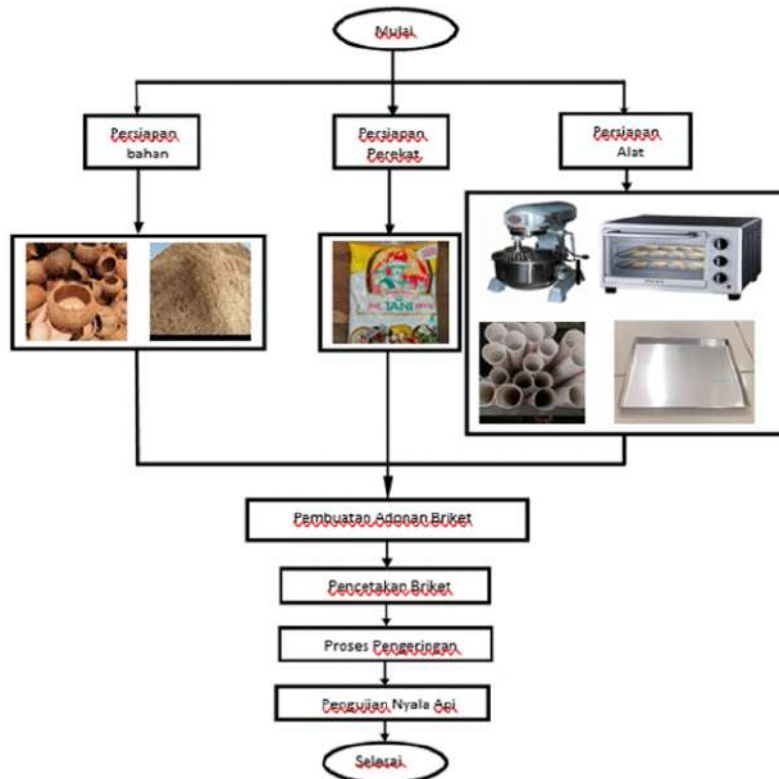 Mulai
Persiapan
bahan
Persiapan
Perekat
Persiapan
Alat
TANI
Pembuatan Adonan Briket
Pencetakan Briket
Proses Pengeringan
Pengujian Nyala Api
Selesai